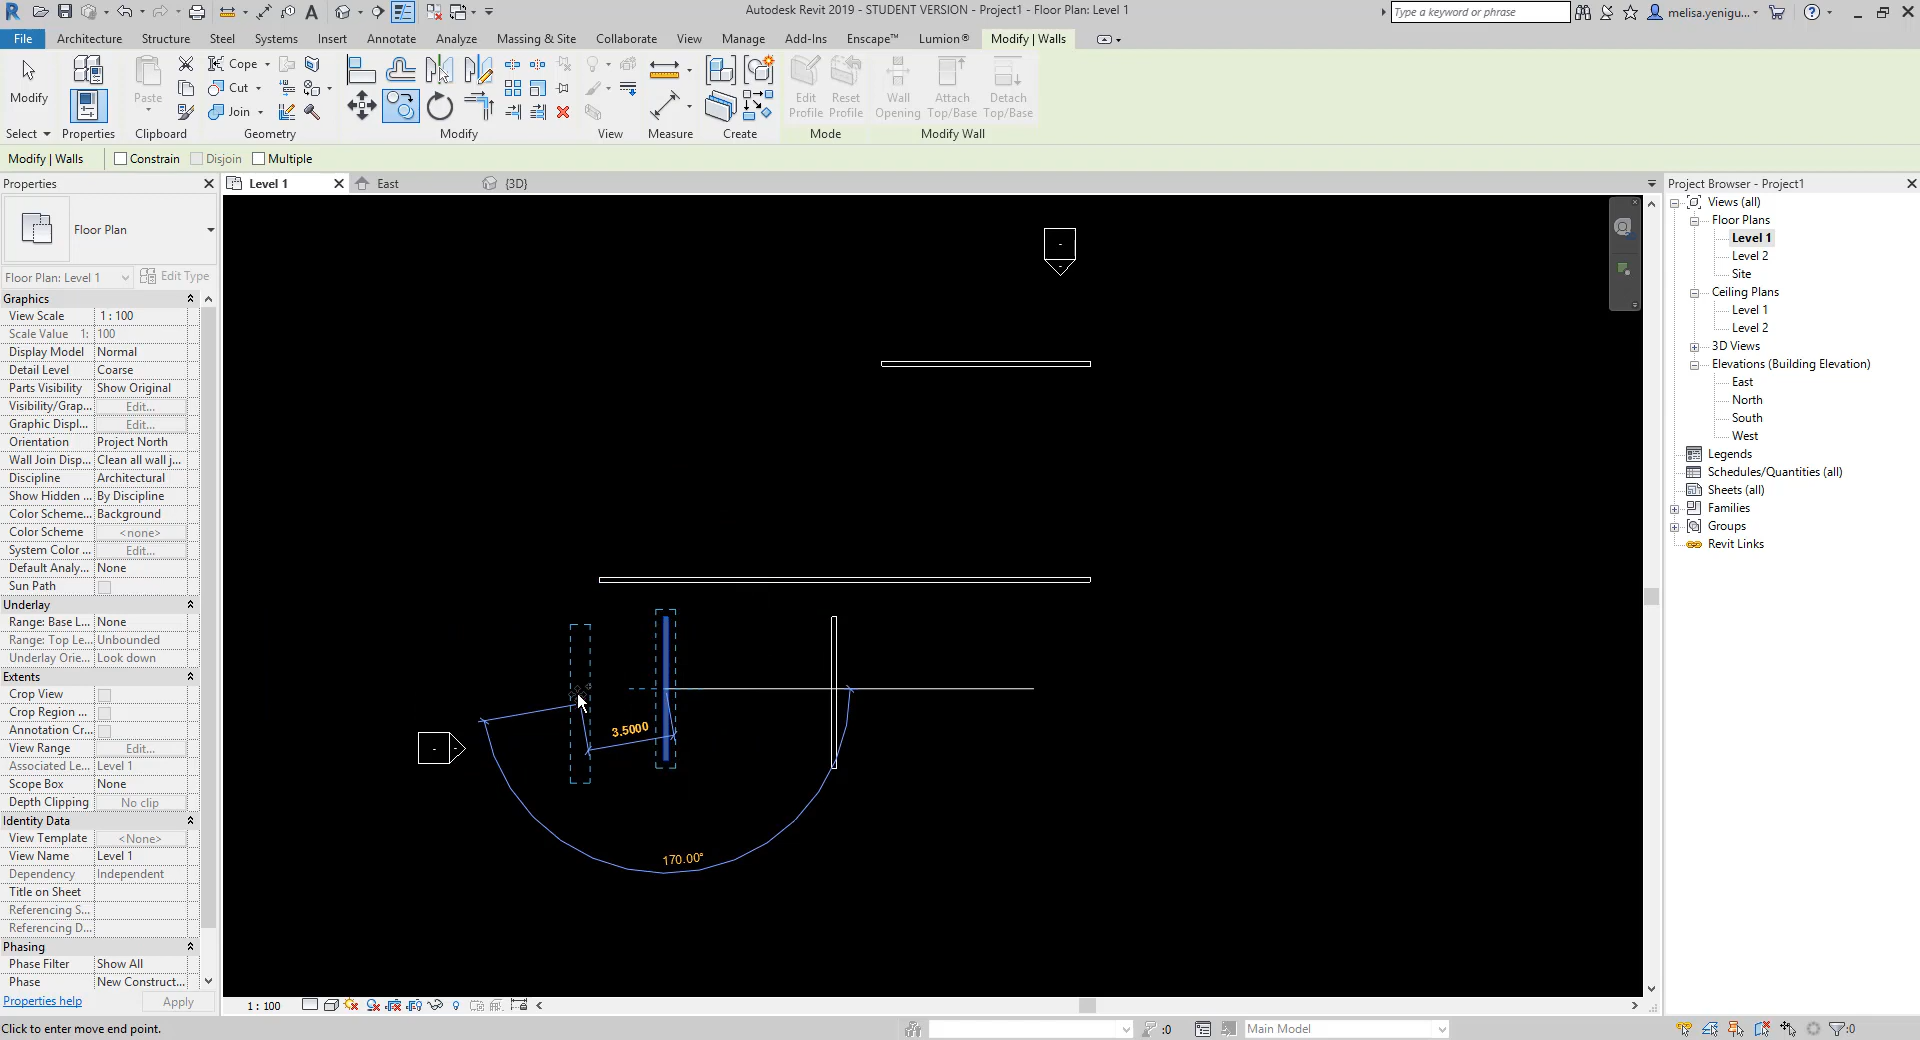 Autodesk Revit 2019 - STUDENT VERSION - Project1 - Floor Plan: Level 1
Type a keyword or phrase
melisa.yenigu...
File Architecture Structure Steel Systems Insert Annotate Analyze Massing & Site Collaborate View Manage Add-Ins Enscape™ Lumion® Modify | Walls
Modify
Paste
Cope
Cut
Join
Edit Profile
Reset Profile
Wall Opening
Attach Top/Base
Detach Top/Base
Select Properties Clipboard Geometry Modify View Measure Create Mode Modify Wall
Modify | Walls Constrain Disjoin Multiple
Properties
Level 1 East {3D}
Project Browser - Project1
Floor Plan
Floor Plan: Level 1 Edit Type
Graphics
View Scale 1 : 100
Scale Value 1: 100
Display Model Normal
Detail Level Coarse
Parts Visibility Show Original
Visibility/Grap... Edit...
Graphic Displ... Edit...
Orientation Project North
Wall Join Disp... Clean all wall j...
Discipline Architectural
Show Hidden ... By Discipline
Color Scheme... Background
Color Scheme <none>
System Color ... Edit...
Default Analy... None
Sun Path
Underlay
Range: Base L... None
Range: Top Le... Unbounded
Underlay Orie... Look down
Extents
Crop View
Crop Region ...
Annotation Cr...
View Range Edit...
Associated Le... Level 1
Scope Box None
Depth Clipping No clip
Identity Data
View Template <None>
View Name Level 1
Dependency Independent
Title on Sheet
Referencing S...
Referencing D...
Phasing
Phase Filter Show All
Phase New Construct...
Properties help Apply
3.5000
170.00°
Views (all)
Floor Plans
Level 1
Level 2
Site
Ceiling Plans
Level 1
Level 2
3D Views
Elevations (Building Elevation)
East
North
South
West
Legends
Schedules/Quantities (all)
Sheets (all)
Families
Groups
Revit Links
1 : 100
Click to enter move end point.
:0
Main Model
:0